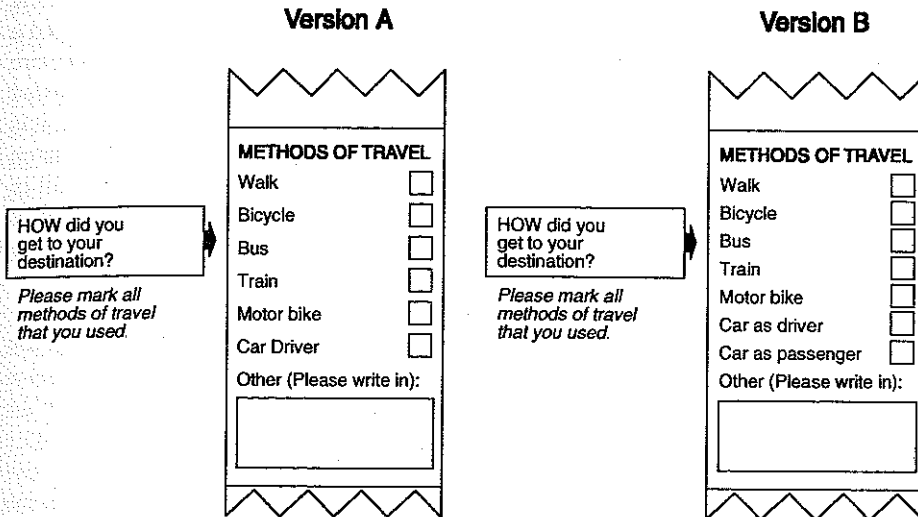 Version A
METHODS OF TRAVEL
Walk
Bicycle
Bus
Train
Motor bike
Car Driver
Other (Please write in):
HOW did you
get to your
destination?
Please mark all
methods of travel
that you used.
Version B
METHODS OF TRAVEL
Walk
Bicycle
Bus
Train
Motor bike
Car as driver
Car as passenger
Other (Please write in):
HOW did you
get to your
destination?
Please mark all
methods of travel
that you used.